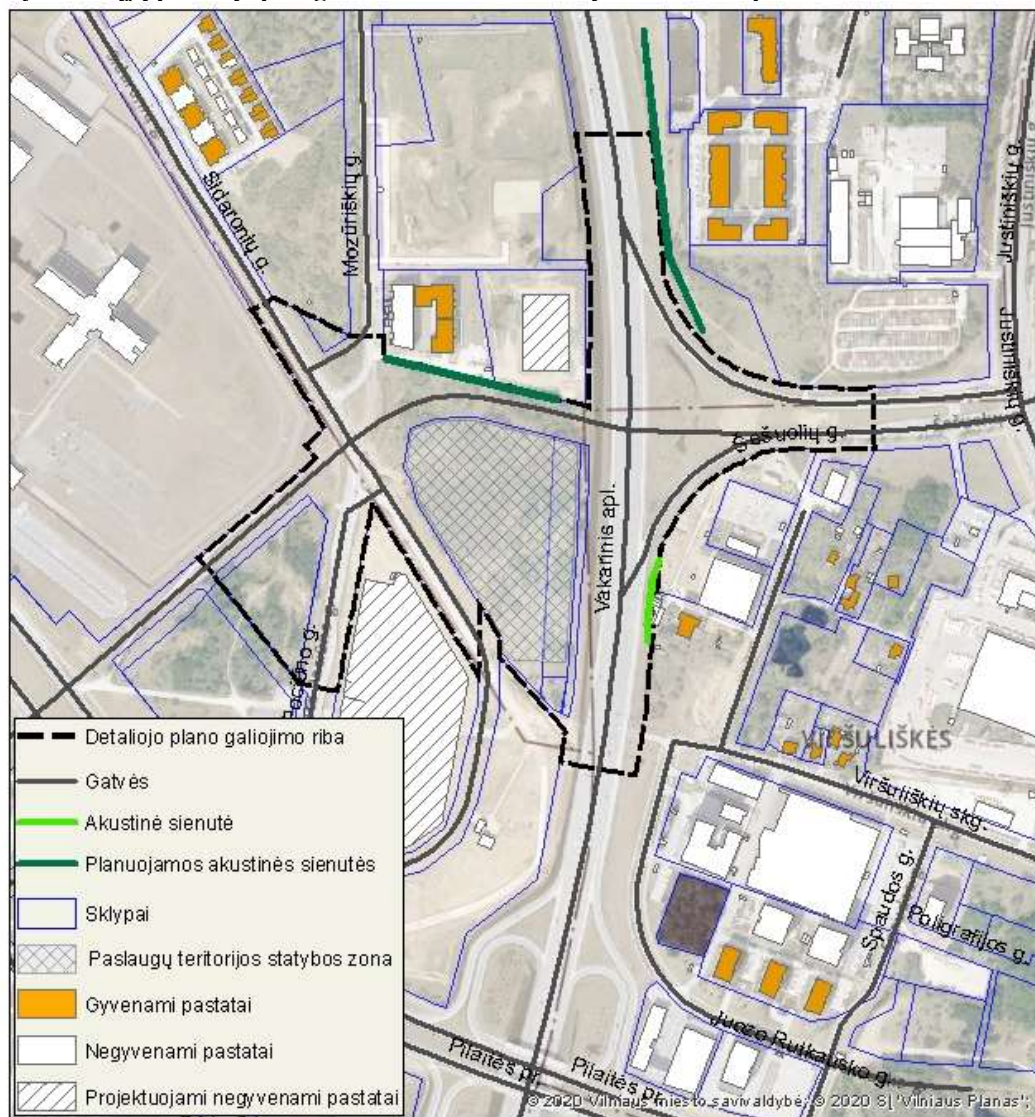 Sidaronių g.
Mozūriškių g.
Justiniškių g.
Justiniškių g.
Šešuolių g.
Vakarinis apl.
VIRŠULIŠKĖS
Viršuliškių skg.
Spaudos g.
Poligrafijos g.
Juozo Rutkausko g.
Pilaitės pr.
Pilaitės pr.
Detaliojo plano galiojimo riba
Gatvės
Akustinė sienutė
Planuojamos akustinės sienutės
Sklypai
Paslaugų teritorijos statybos zona
Gyvenami pastatai
Negyvenami pastatai
Projektuojami negyvenami pastatai
© 2020 Vilniaus miesto savivaldybė; © 2020 SĮ 'Vilniaus Planas'